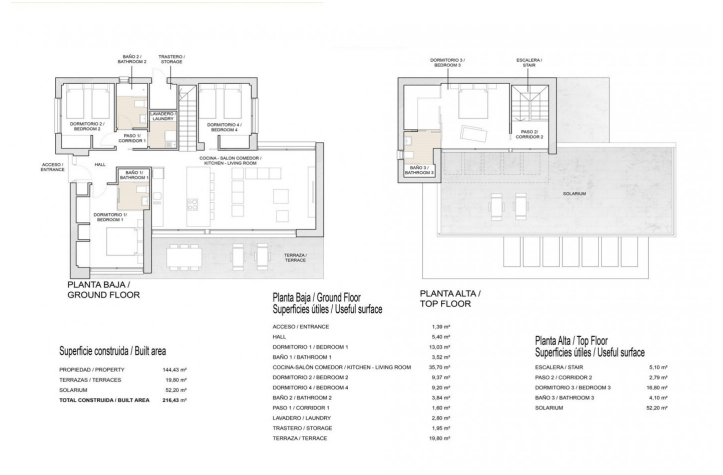 BAÑO 2 /
BATHROOM 2
TRASTERO /
STORAGE
DORMITORIO 2 /
BEDROOM 2
LAVADERO /
LAUNDRY
DORMITORIO 4 /
BEDROOM 4
PASO 1/
CORRIDOR 1
ACCESO /
ENTRANCE
HALL
COCINA - SALON COMEDOR /
KITCHEN - LIVING ROOM
BAÑO 1/
BATHROOM 1
DORMITORIO 1/
BEDROOM 1
TERRAZA /
TERRACE
PLANTA BAJA /
GROUND FLOOR
DORMITORIO 3 /
BEDROOM 3
ESCALERA /
STAIR
PASO 2/
CORRIDOR 2
BAÑO 3 /
BATHROOM 3
SOLARIUM
PLANTA ALTA /
TOP FLOOR
Superficie construida / Built area
PROPIEDAD / PROPERTY 144,43 m²
TERRAZAS / TERRACES 19,80 m²
SOLARIUM 52,20 m²
TOTAL CONSTRUIDA / BUILT AREA 216,43 m²
Planta Baja / Ground Floor
Superficies útiles / Useful surface
ACCESO / ENTRANCE 1,39 m²
HALL 5,40 m²
DORMITORIO 1 / BEDROOM 1 13,03 m²
BAÑO 1 / BATHROOM 1 3,52 m²
COCINA-SALÓN COMEDOR / KITCHEN - LIVING ROOM 35,70 m²
DORMITORIO 2 / BEDROOM 2 9,37 m²
DORMITORIO 4 / BEDROOM 4 9,20 m²
BAÑO 2 / BATHROOM 2 3,84 m²
PASO 1 / CORRIDOR 1 1,60 m²
LAVADERO / LAUNDRY 2,80 m²
TRASTERO / STORAGE 1,95 m²
TERRAZA / TERRACE 19,80 m²
Planta Alta / Top Floor
Superficies útiles / Useful surface
ESCALERA / STAIR 5,10 m²
PASO 2 / CORRIDOR 2 2,79 m²
DORMITORIO 3 / BEDROOM 3 16,80 m²
BAÑO 3 / BATHROOM 3 4,10 m²
SOLARIUM 52,20 m²